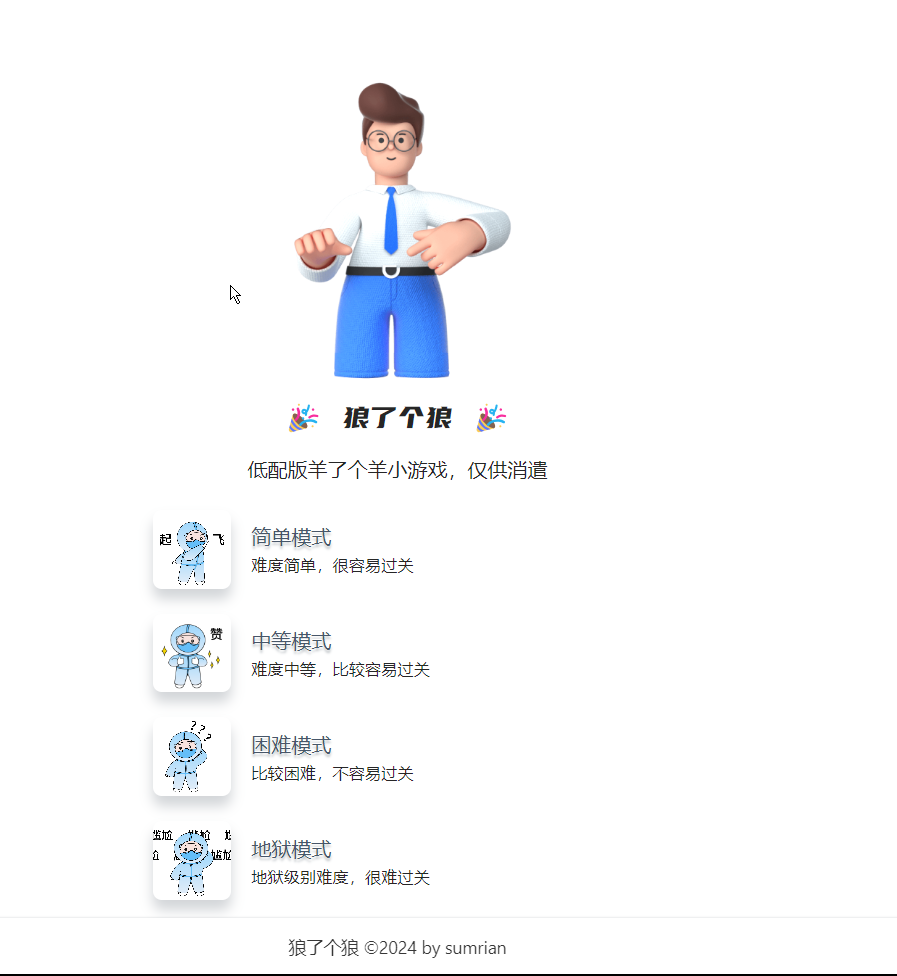 狼了个狼
低配版羊了个羊小游戏，仅供消遣
起 飞
简单模式
难度简单，很容易过关
赞
中等模式
难度中等，比较容易过关
???
困难模式
比较困难，不容易过关
尴尬
地狱模式
地狱级别难度，很难过关
狼了个狼 ©2024 by sumrian